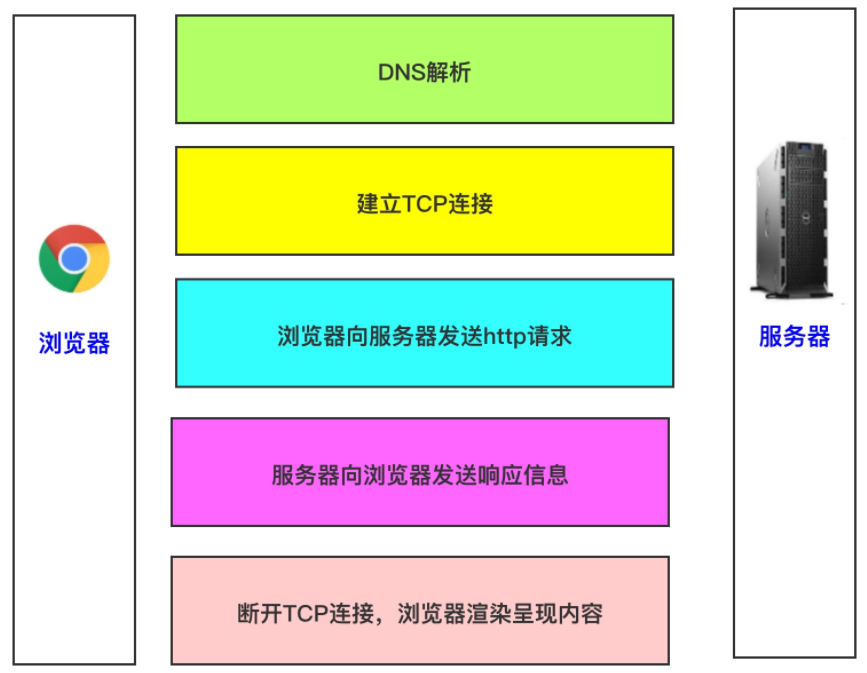 DNS解析
建立TCP连接
浏览器向服务器发送http请求
浏览器
服务器
服务器向浏览器发送响应信息
断开TCP连接，浏览器渲染呈现内容